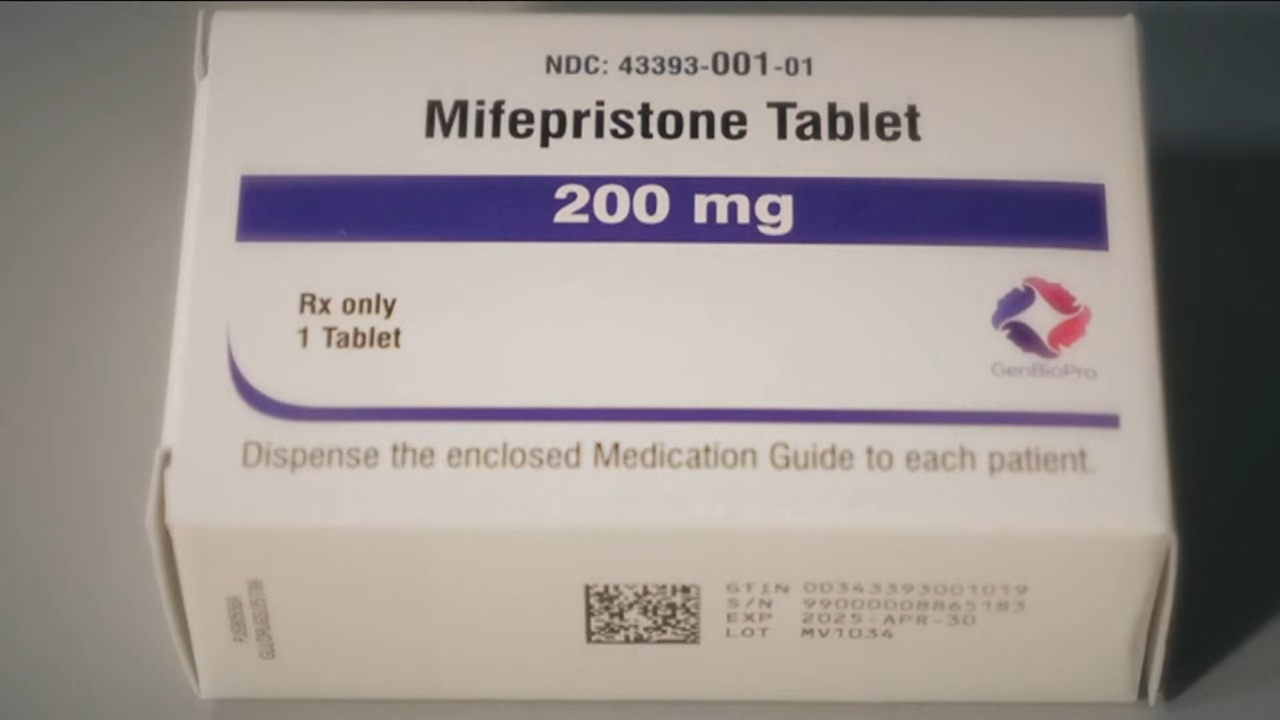 NDC: 43393-001-01
Mifepristone Tablet
200 mg
Rx only
1 Tablet
GenBioPro
Dispense the enclosed Medication Guide to each patient.
GTIN 00343393001019
S/N 99000008865183
EXP 2025-APR-30
LOT MV1034